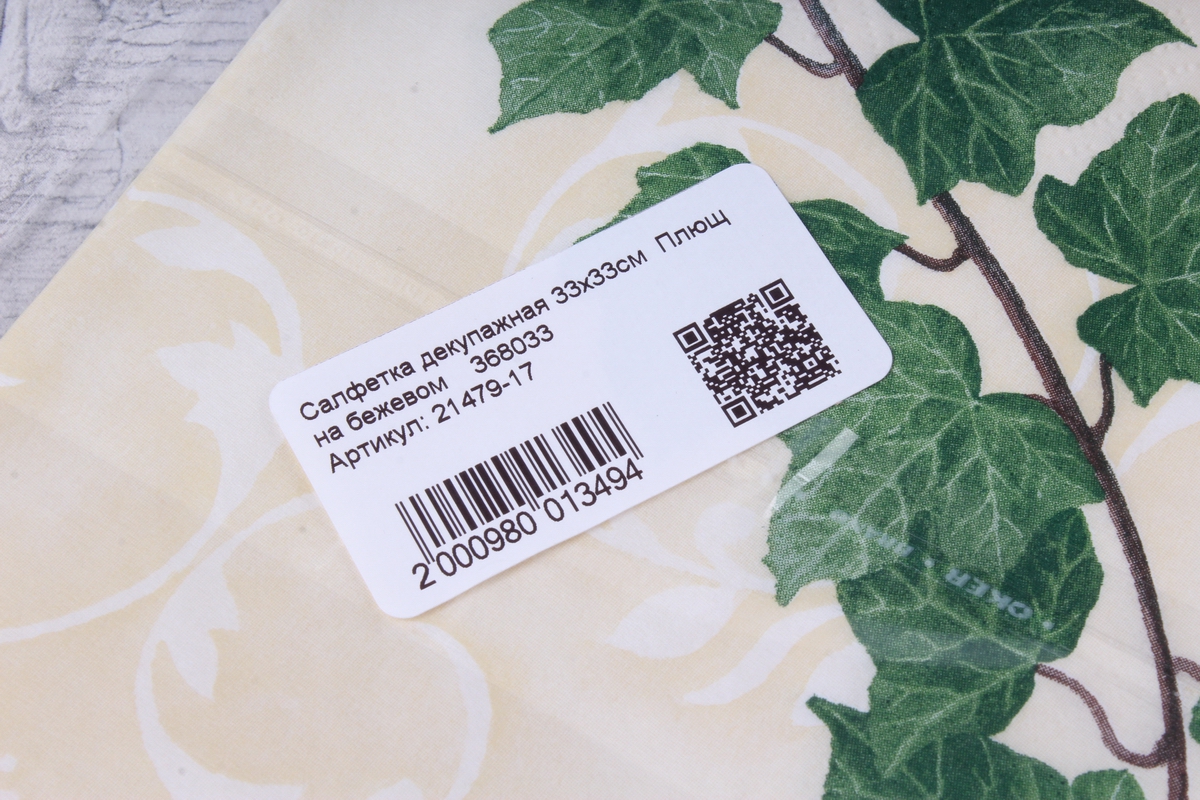 Салфетка декупажная 33х33см Плющ
на бежевом 368033
Артикул: 21479-17
2 000980 013494